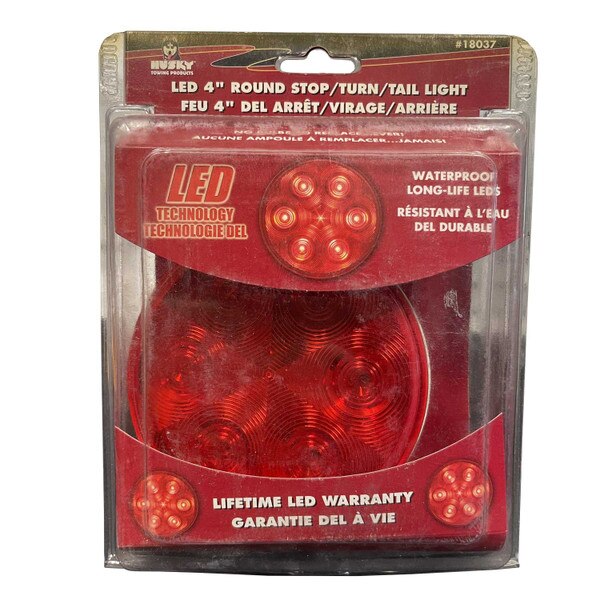 HUSKY
TOWING PRODUCTS
#18037
LED 4" ROUND STOP/TURN/TAIL LIGHT
FEU 4" DEL ARRÊT/VIRAGE/ARRIÈRE
AUCUNE AMPOULE À REMPLACER...JAMAIS!
LED
TECHNOLOGY
TECHNOLOGIE DEL
WATERPROOF
LONG-LIFE LEDS
RÉSISTANT À L'EAU
DEL DURABLE
LIFETIME LED WARRANTY
GARANTIE DEL À VIE